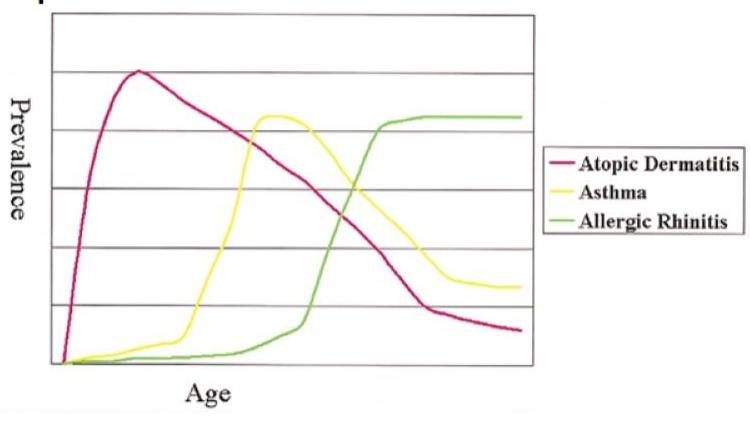 Prevalence
Age
Atopic Dermatitis
Asthma
Allergic Rhinitis